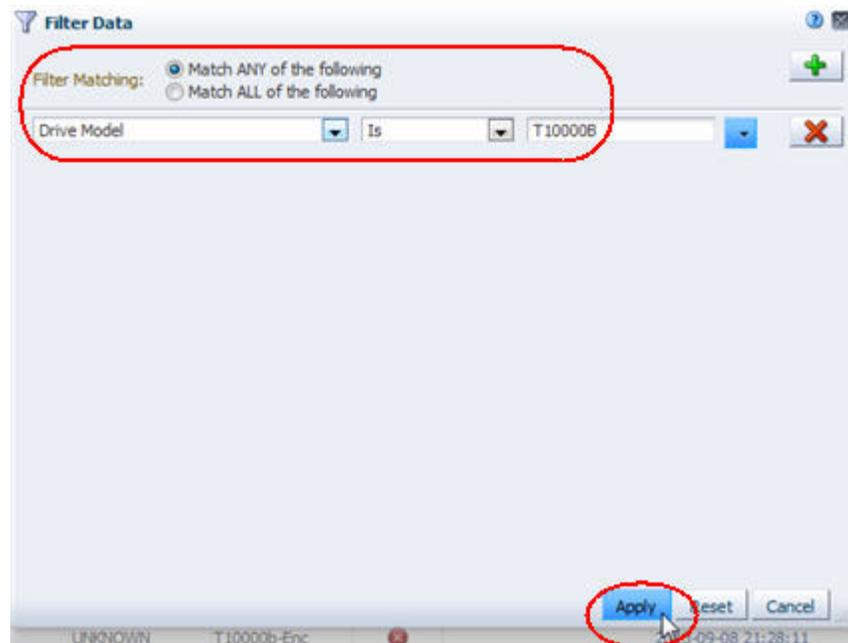 Filter Data
Filter Matching: Match ANY of the following
Match ALL of the following
Drive Model Is T10000B
Apply Reset Cancel
UNKNOWN T10000b-Enc -09-08 21:28:11